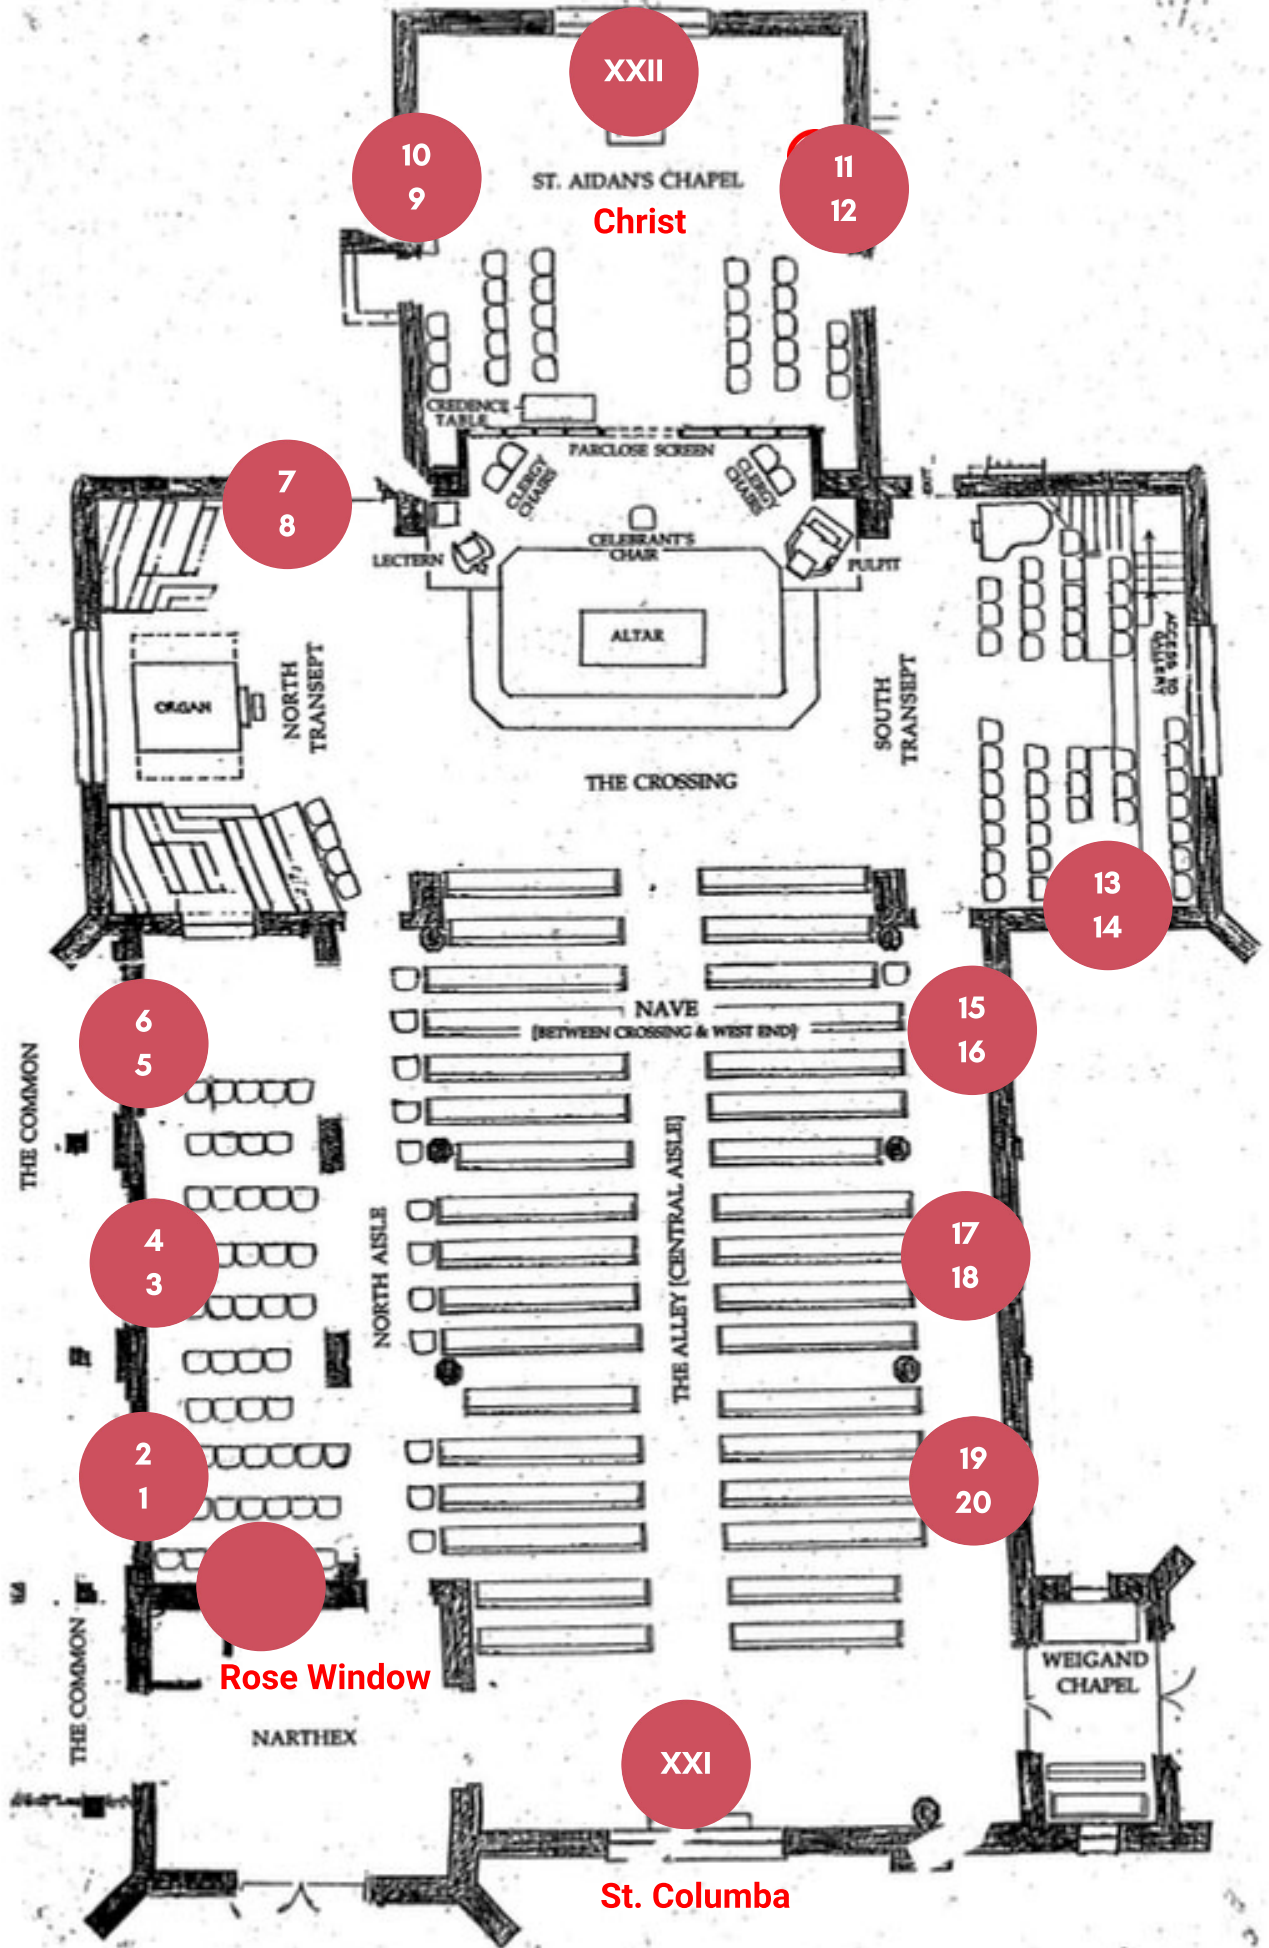 XXII
10
9
11
12
ST. AIDAN'S CHAPEL
Christ
CREDENCE
TABLE
PARCLOSE SCREEN
CLERGY
CHAIRS
CLERGY
CHAIRS
7
8
CELEBRANT'S
CHAIR
LECTERN
PULPIT
ALTAR
ORGAN
NORTH
TRANSEPT
SOUTH
TRANSEPT
ACCESS TO
GALLERY
THE CROSSING
13
14
6
5
15
16
NAVE
[BETWEEN CROSSING & WEST END]
THE COMMON
4
3
NORTH AISLE
THE ALLEY [CENTRAL AISLE]
17
18
2
1
19
20
Rose Window
THE COMMON
NARTHEX
WEIGAND
CHAPEL
XXI
St. Columba